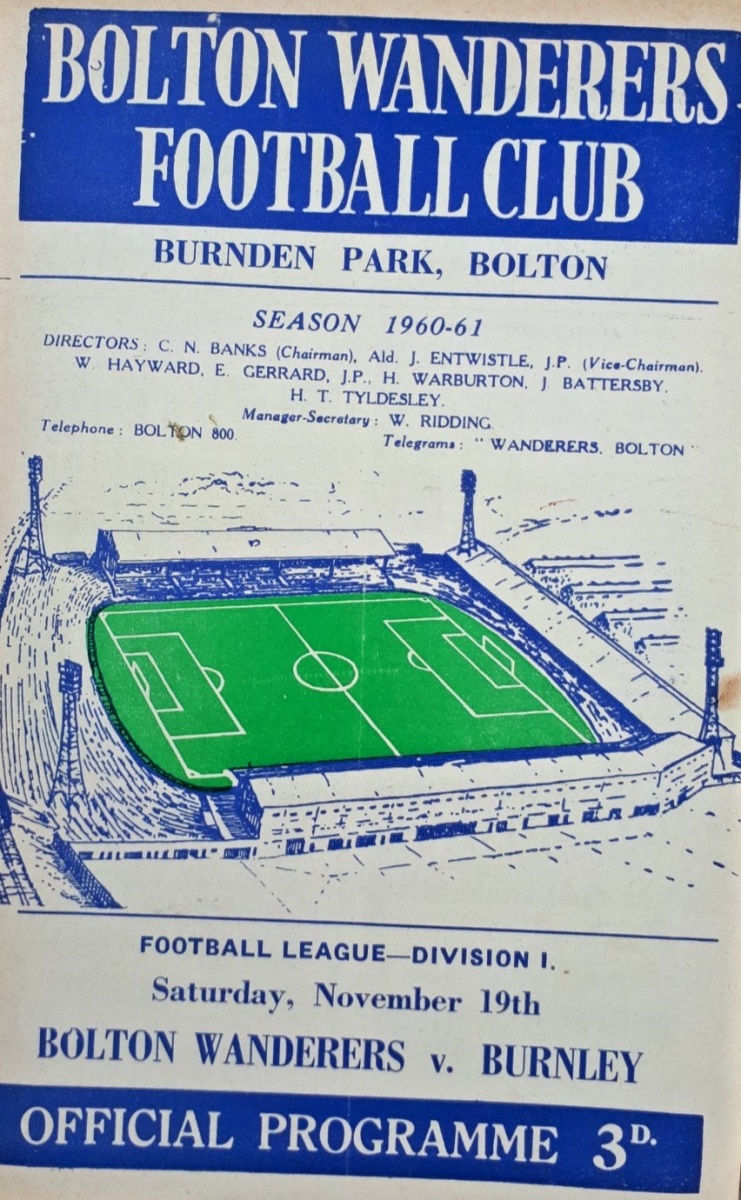 BOLTON WANDERERS
FOOTBALL CLUB
BURNDEN PARK, BOLTON
SEASON 1960-61
DIRECTORS: C. N. BANKS (Chairman), Ald. J. ENTWISTLE, J.P. (Vice-Chairman).
W. HAYWARD, E. GERRARD, J.P., H. WARBURTON, J. BATTERSBY,
H. T. TYLDESLEY.
Manager-Secretary: W. RIDDING.
Telephone: BOLTON 800.
Telegrams: "WANDERERS, BOLTON"
FOOTBALL LEAGUE—DIVISION I.
Saturday, November 19th
BOLTON WANDERERS v. BURNLEY
OFFICIAL PROGRAMME 3D.